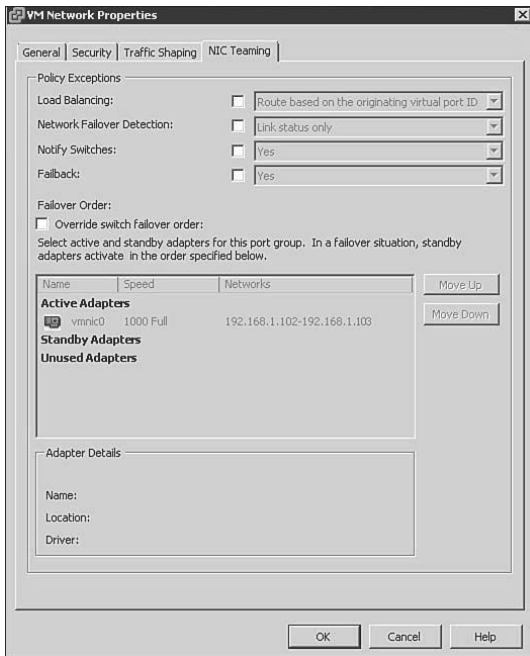 VM Network Properties
General Security Traffic Shaping NIC Teaming
Policy Exceptions
Load Balancing: Route based on the originating virtual port ID
Network Failover Detection: Link status only
Notify Switches: Yes
Failback: Yes
Failover Order:
Override switch failover order:
Select active and standby adapters for this port group. In a failover situation, standby
adapters activate in the order specified below.
Name Speed Networks Move Up
Active Adapters
vmnic0 1000 Full 192.168.1.102-192.168.1.103 Move Down
Standby Adapters
Unused Adapters
Adapter Details
Name:
Location:
Driver:
OK Cancel Help